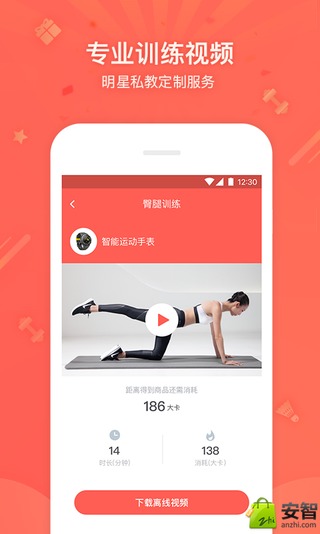 专业训练视频
明星私教定制服务
12:30
臀腿训练
智能运动手表
距离得到商品还需消耗
186 大卡
14
时长(分钟)
138
消耗(大卡)
下载离线视频
zhi
安智
anzhi.com